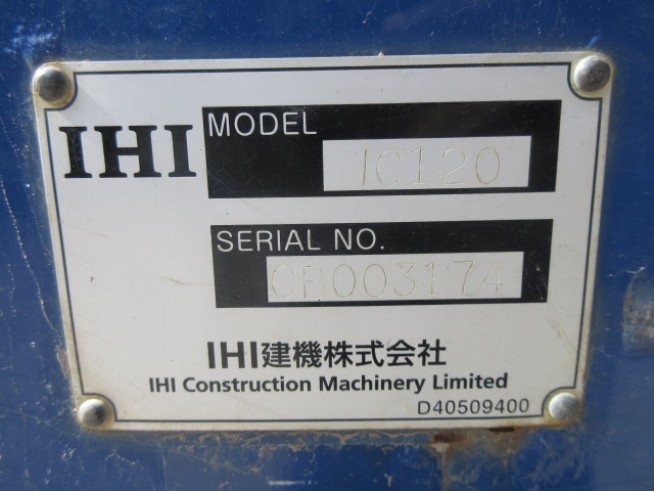 IHI
MODEL
IC120
SERIAL NO.
IHI建機株式会社
IHI Construction Machinery Limited
D40509400